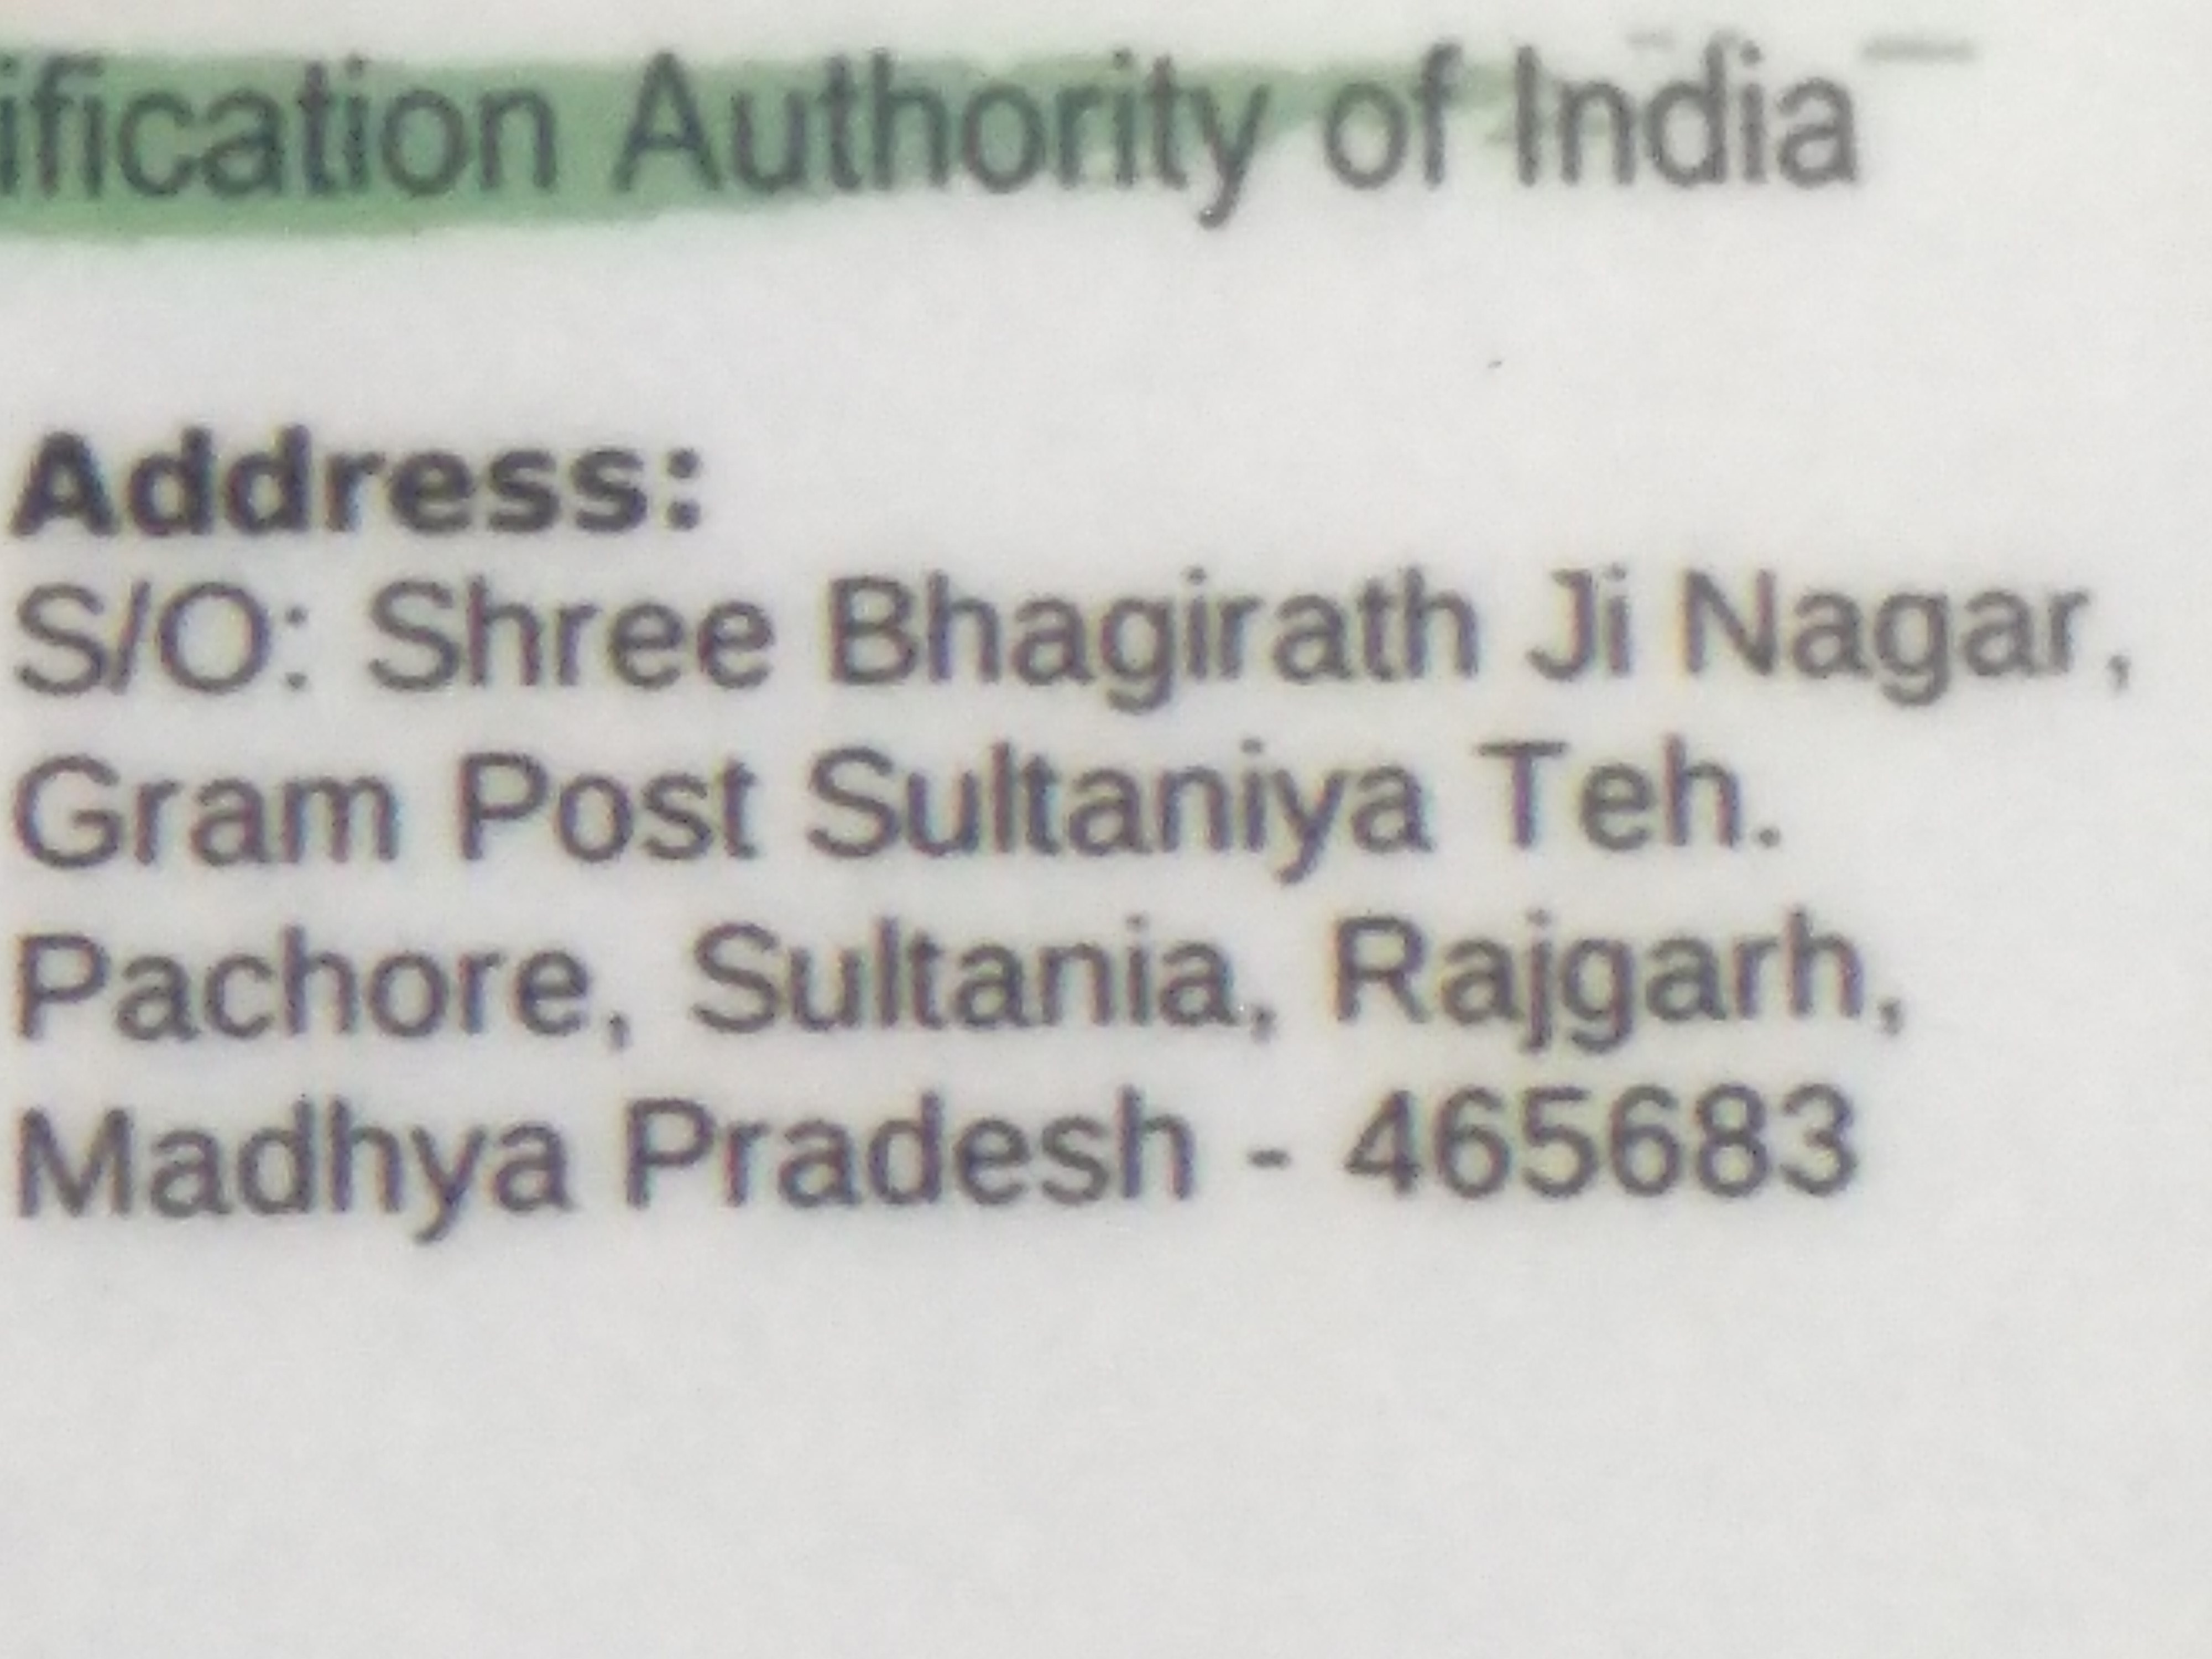 ification Authority of India
Address:
S/O: Shree Bhagirath Ji Nagar,
Gram Post Sultaniya Teh.
Pachore, Sultania, Rajgarh,
Madhya Pradesh - 465683